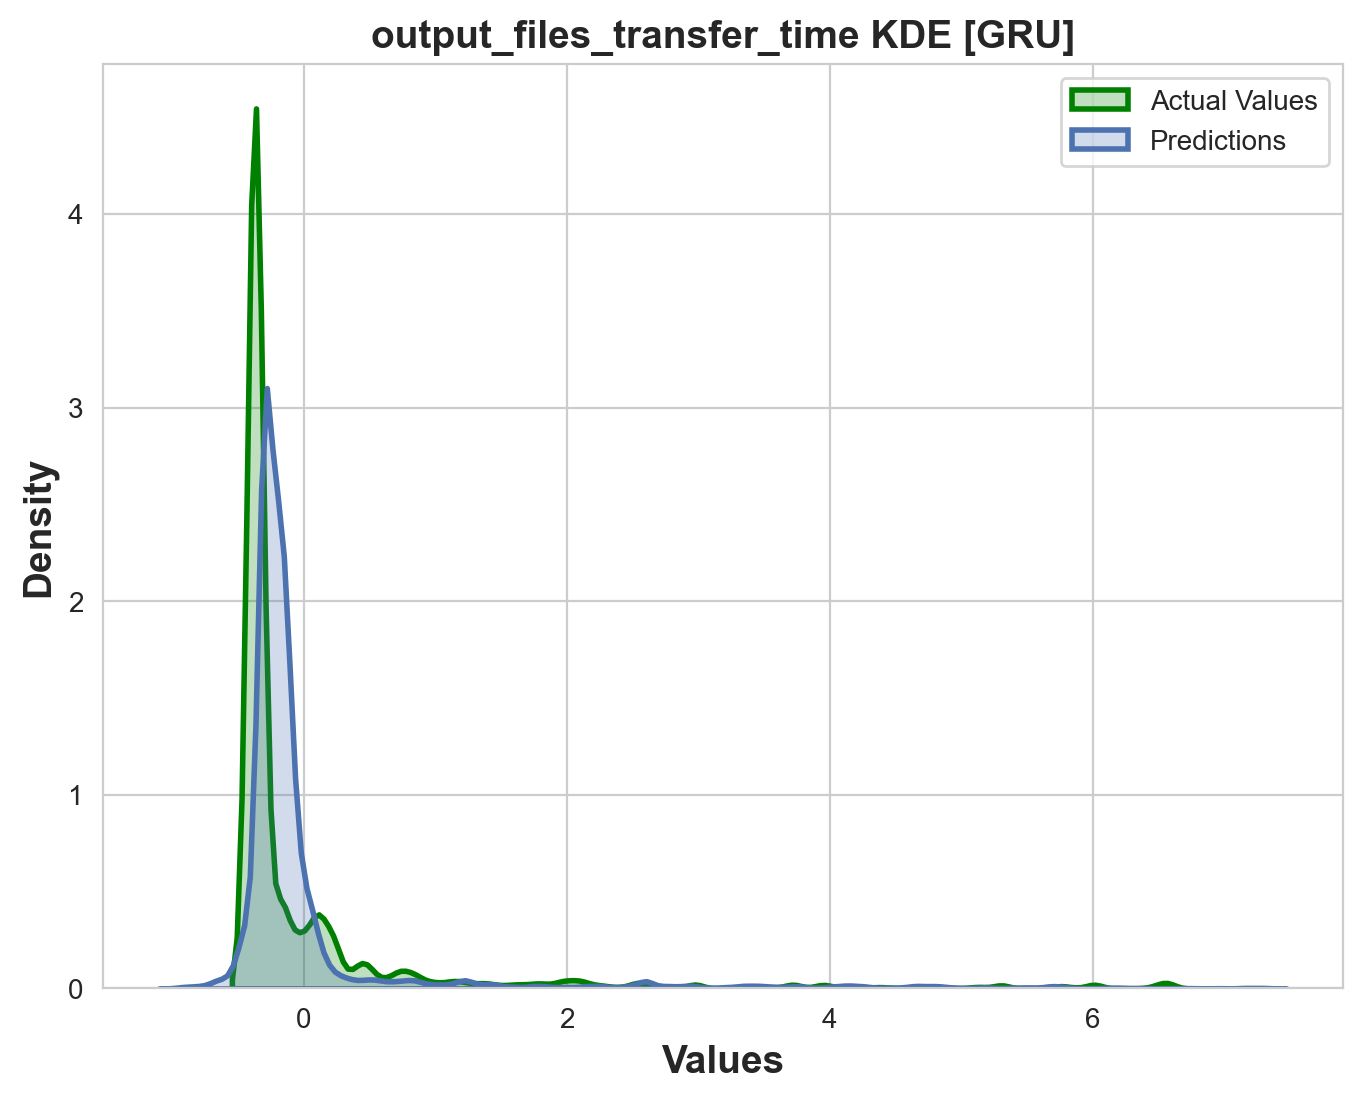 output_files_transfer_time KDE [GRU]
Actual Values
Predictions
Density
4
3
2
1
0
0 2 4 6
Values